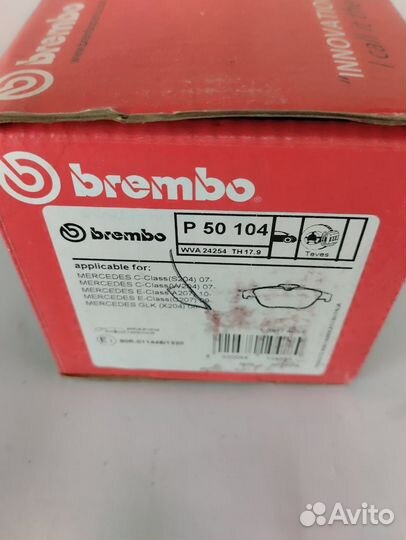 brembo
"INNOVATIO
brembo
brembo
P 50 104
WVA 24254 TH 17.9
Teves
applicable for:
MERCEDES C-Class(S204) 07-
MERCEDES C-Class(W204) 07-
MERCEDES E-Class(A207) 10-
MERCEDES E-Class(C207) 09-
MERCEDES GLK (X204) 08-
Avito